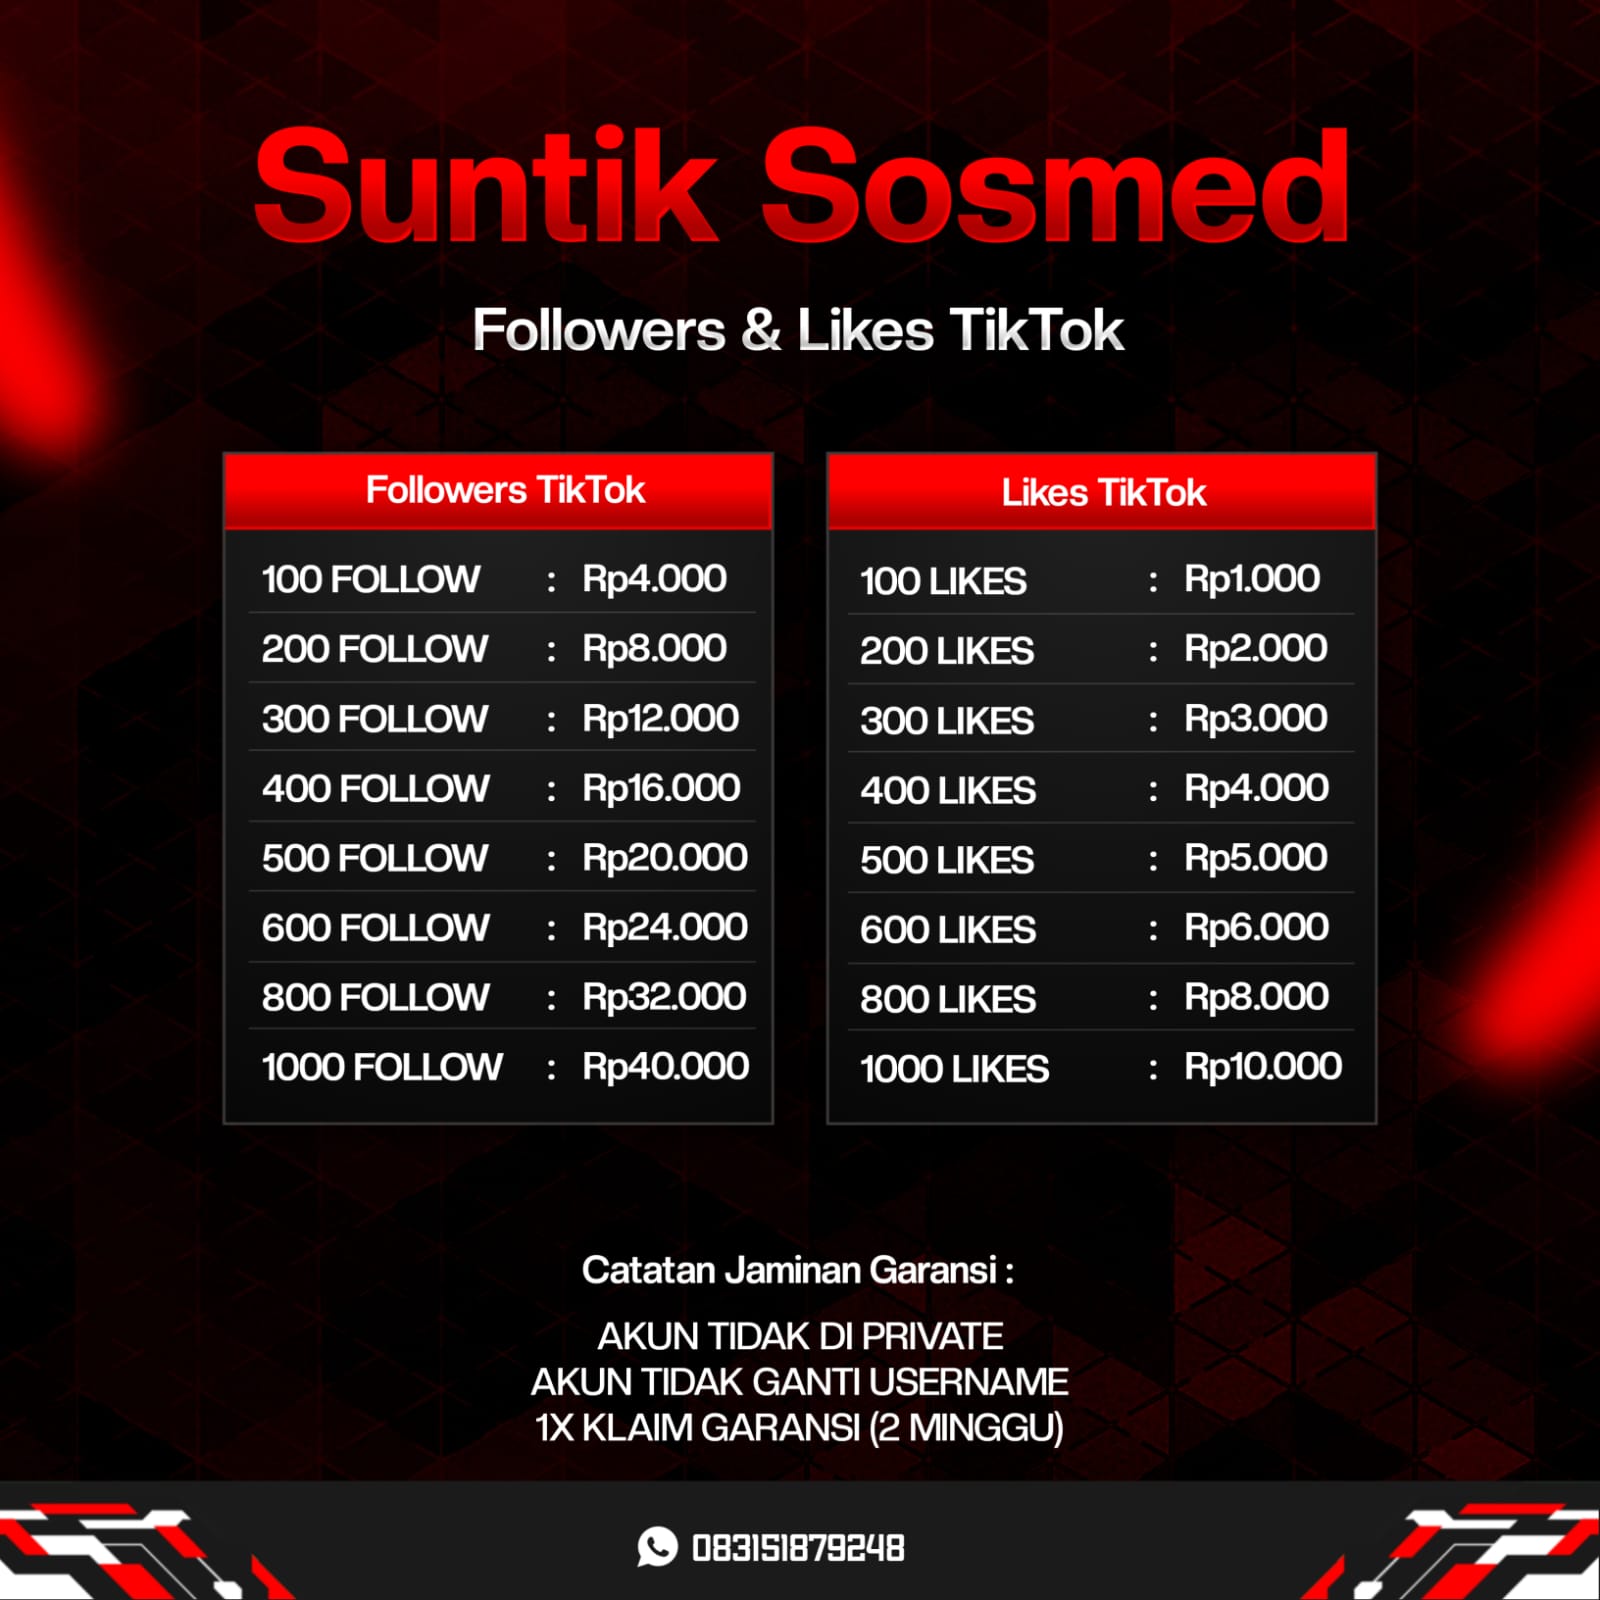 Suntik Sosmed
Followers & Likes TikTok
Followers TikTok
100 FOLLOW : Rp4.000
200 FOLLOW : Rp8.000
300 FOLLOW : Rp12.000
400 FOLLOW : Rp16.000
500 FOLLOW : Rp20.000
600 FOLLOW : Rp24.000
800 FOLLOW : Rp32.000
1000 FOLLOW : Rp40.000
Likes TikTok
100 LIKES : Rp1.000
200 LIKES : Rp2.000
300 LIKES : Rp3.000
400 LIKES : Rp4.000
500 LIKES : Rp5.000
600 LIKES : Rp6.000
800 LIKES : Rp8.000
1000 LIKES : Rp10.000
Catatan Jaminan Garansi :
AKUN TIDAK DI PRIVATE
AKUN TIDAK GANTI USERNAME
1X KLAIM GARANSI (2 MINGGU)
083151879248